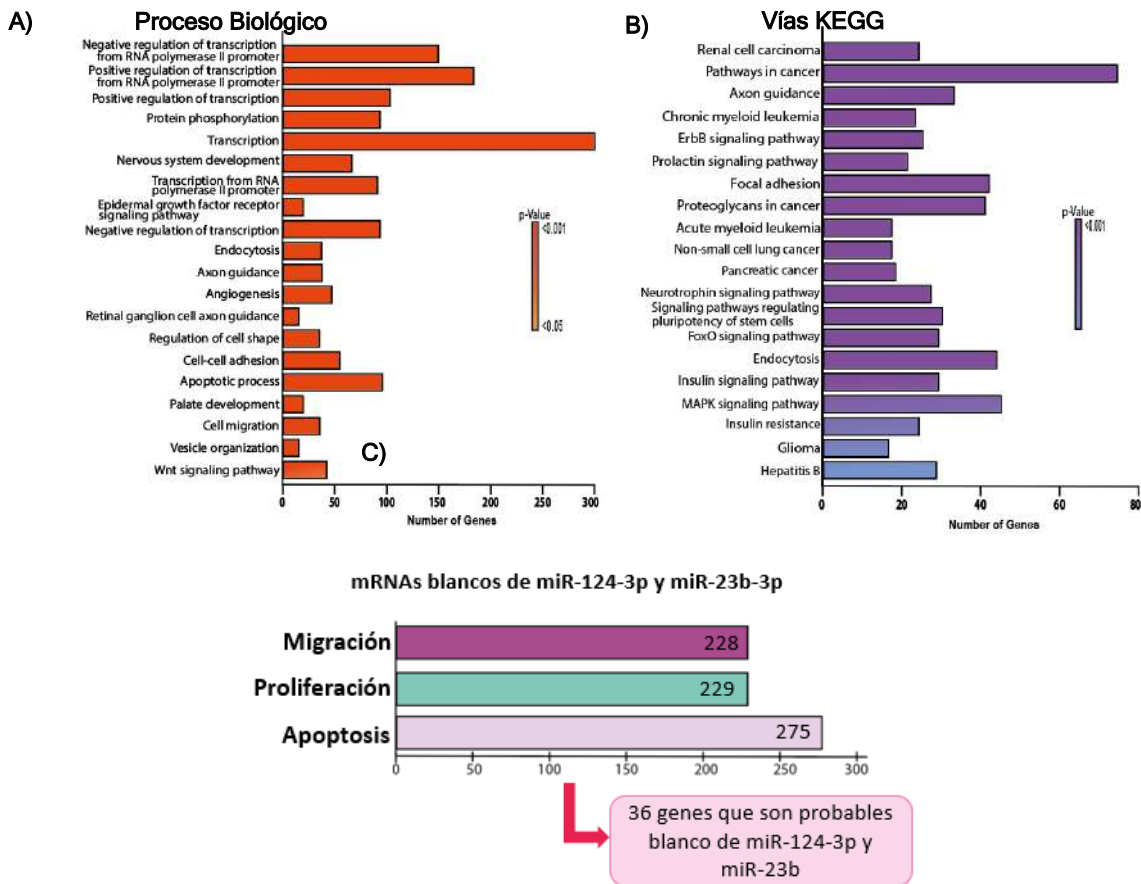 A)
Proceso Biológico
Negative regulation of transcription
from RNA polymerase II promoter
Positive regulation of transcription
from RNA polymerase II promoter
Positive regulation of transcription
Protein phosphorylation
Transcription
Nervous system development
Transcription from RNA
polymerase II promoter
Epidermal growth factor receptor
signaling pathway
Negative regulation of transcription
Endocytosis
Axon guidance
Angiogenesis
Retinal ganglion cell axon guidance
Regulation of cell shape
Cell-cell adhesion
Apoptotic process
Palate development
Cell migration
Vesicle organization
Wnt signaling pathway
p-Value
<0.001
<0.05
0 50 100 150 200 250 300
Number of Genes
B)
Vías KEGG
Renal cell carcinoma
Pathways in cancer
Axon guidance
Chronic myeloid leukemia
ErbB signaling pathway
Prolactin signaling pathway
Focal adhesion
Proteoglycans in cancer
Acute myeloid leukemia
Non-small cell lung cancer
Pancreatic cancer
Neurotrophin signaling pathway
Signaling pathways regulating
pluripotency of stem cells
FoxO signaling pathway
Endocytosis
Insulin signaling pathway
MAPK signaling pathway
Insulin resistance
Glioma
Hepatitis B
p-Value
<0.001
0 20 40 60 80
Number of Genes
C)
mRNAs blancos de miR-124-3p y miR-23b-3p
Migración 228
Proliferación 229
Apoptosis 275
0 50 100 150 200 250 300
36 genes que son probables
blanco de miR-124-3p y
miR-23b